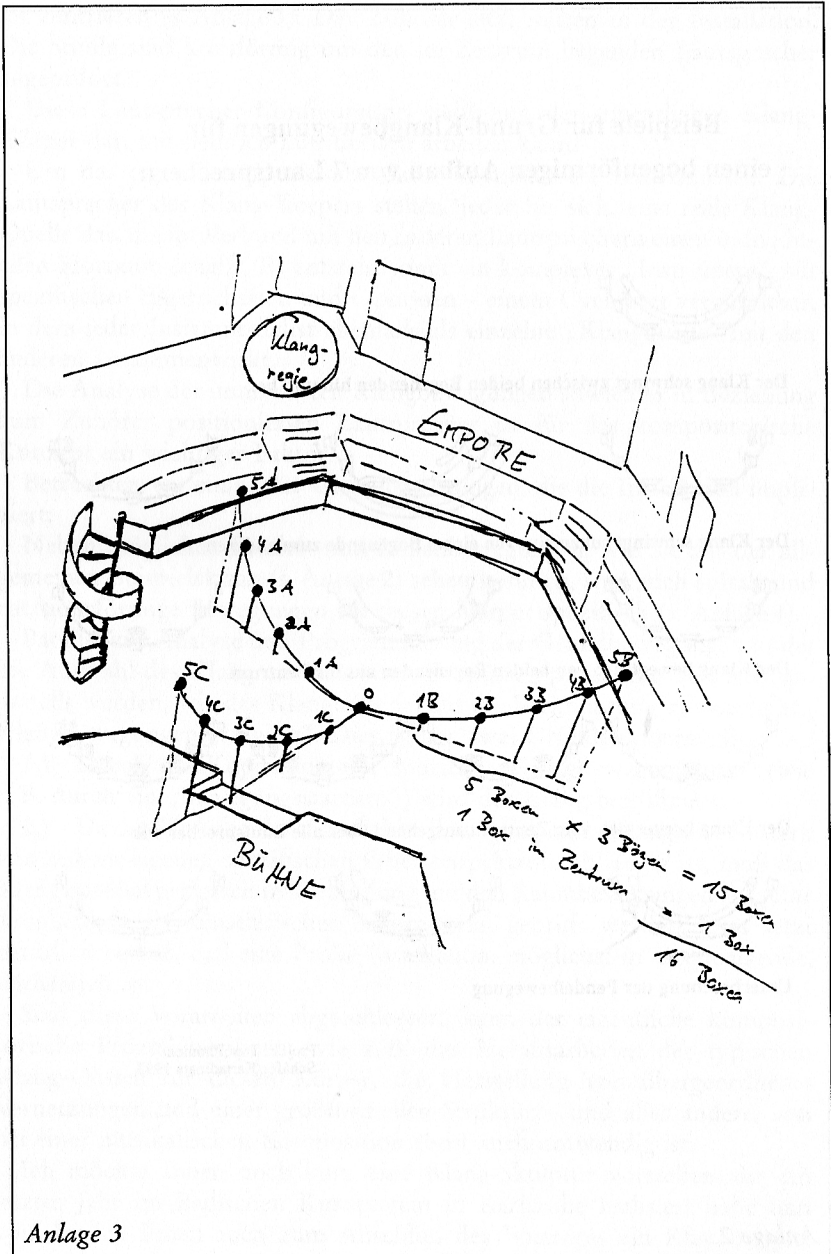 Klang-
regie
EMPORE
5A
4A
3A
2A
1A
0
1B
2B
3B
4B
5B
5C
4C
3C
2C
1C
BÜHNE
5 Boxen x 3 Bögen = 15 Boxen
1 Box in Zentrum = 1 Box
16 Boxen
Anlage 3